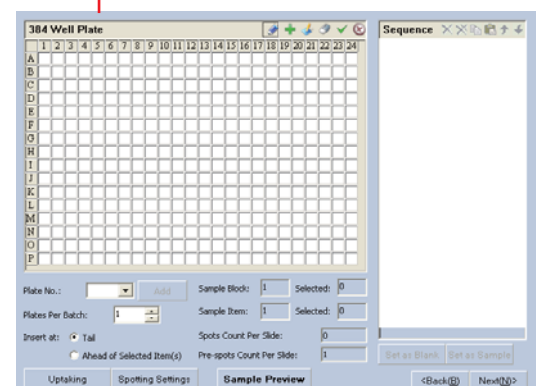 384 Well Plate
1 2 3 4 5 6 7 8 9 10 11 12 13 14 15 16 17 18 19 20 21 22 23 24
A
B
C
D
E
F
G
H
I
J
K
L
M
N
O
P
Sequence
Plate No.: Add Sample Block: 1 Selected: 0
Plates Per Batch: 1 Sample Item: 1 Selected: 0
Insert at: Tail Spots Count Per Slide: 0
Ahead of Selected Item(s) Pre-spots Count Per Slide: 1
Set as Blank Set as Sample
Uptaking Spotting Settings Sample Preview <Back(B) Next(N)>